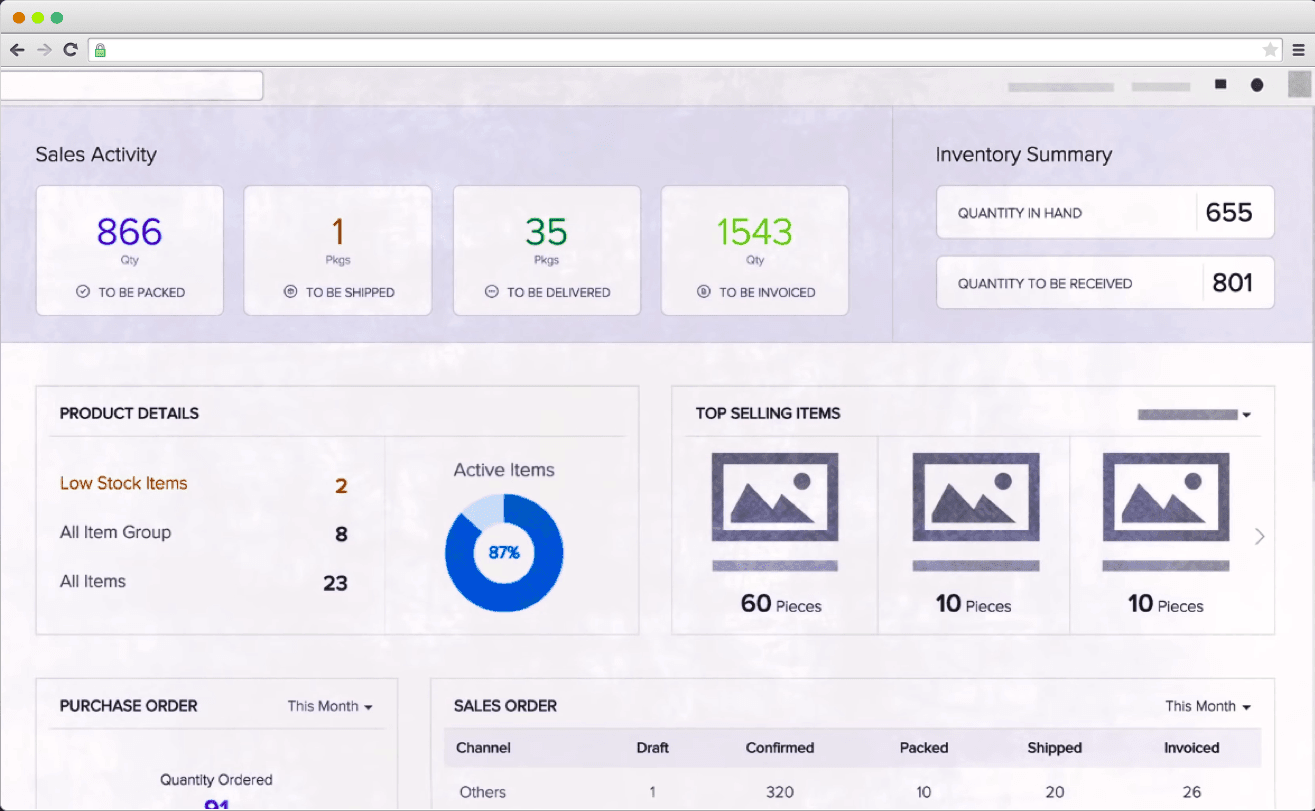 Sales Activity
866
Qty
TO BE PACKED
1
Pkgs
TO BE SHIPPED
35
Pkgs
TO BE DELIVERED
1543
Qty
TO BE INVOICED
Inventory Summary
QUANTITY IN HAND 655
QUANTITY TO BE RECEIVED 801
PRODUCT DETAILS
Low Stock Items 2
All Item Group 8
All Items 23
Active Items
87%
TOP SELLING ITEMS
60 Pieces
10 Pieces
10 Pieces
PURCHASE ORDER This Month
Quantity Ordered
91
SALES ORDER This Month
Channel Draft Confirmed Packed Shipped Invoiced
Others 1 320 10 20 26